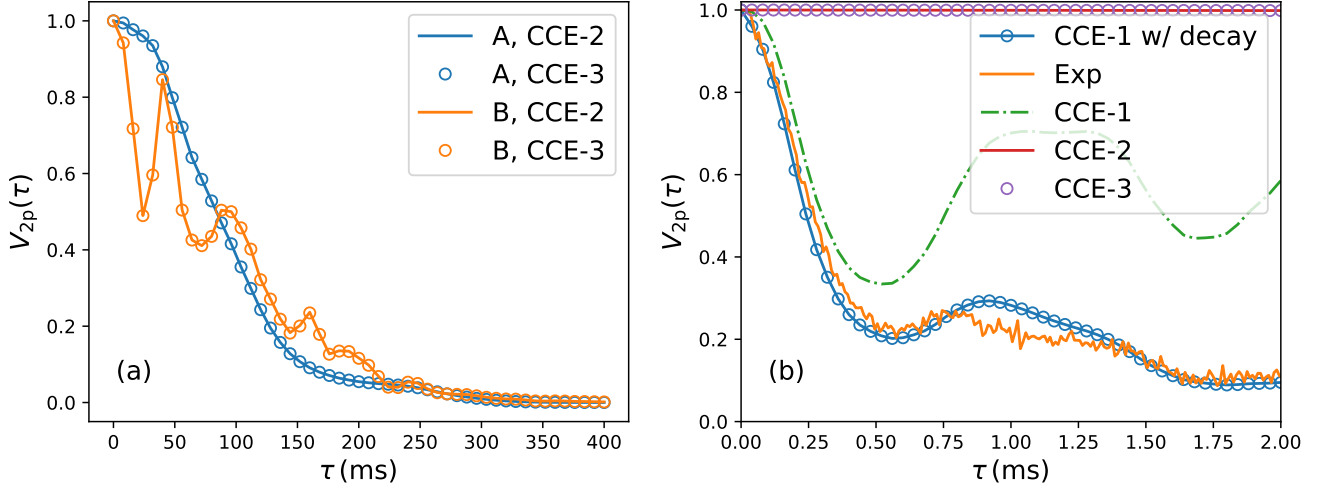 V2p(τ)
1.0
0.8
0.6
0.4
0.2
0.0
0 50 100 150 200 250 300 350 400
τ (ms)
(a)
A, CCE-2
A, CCE-3
B, CCE-2
B, CCE-3
V2p(τ)
1.0
0.8
0.6
0.4
0.2
0.0
0.00 0.25 0.50 0.75 1.00 1.25 1.50 1.75 2.00
τ (ms)
(b)
CCE-1 w/ decay
Exp
CCE-1
CCE-2
CCE-3